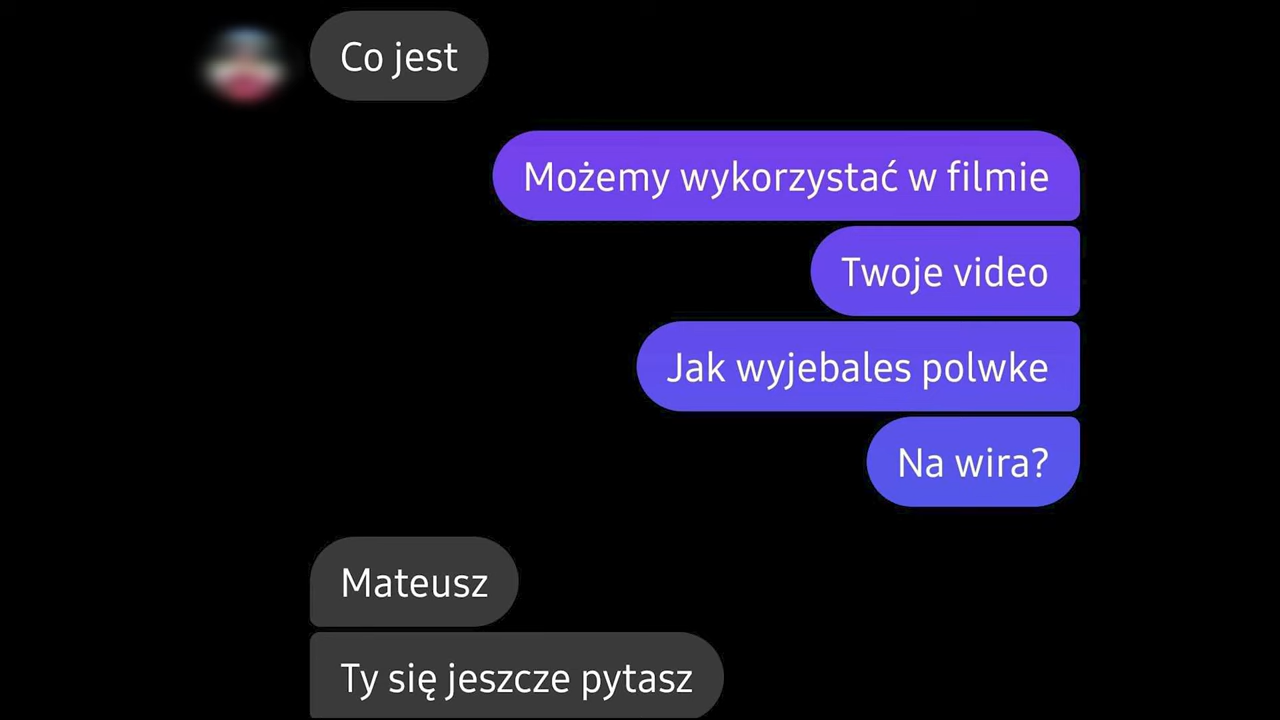 Co jest
Możemy wykorzystać w filmie
Twoje video
Jak wyjebales polwke
Na wira?
Mateusz
Ty się jeszcze pytasz